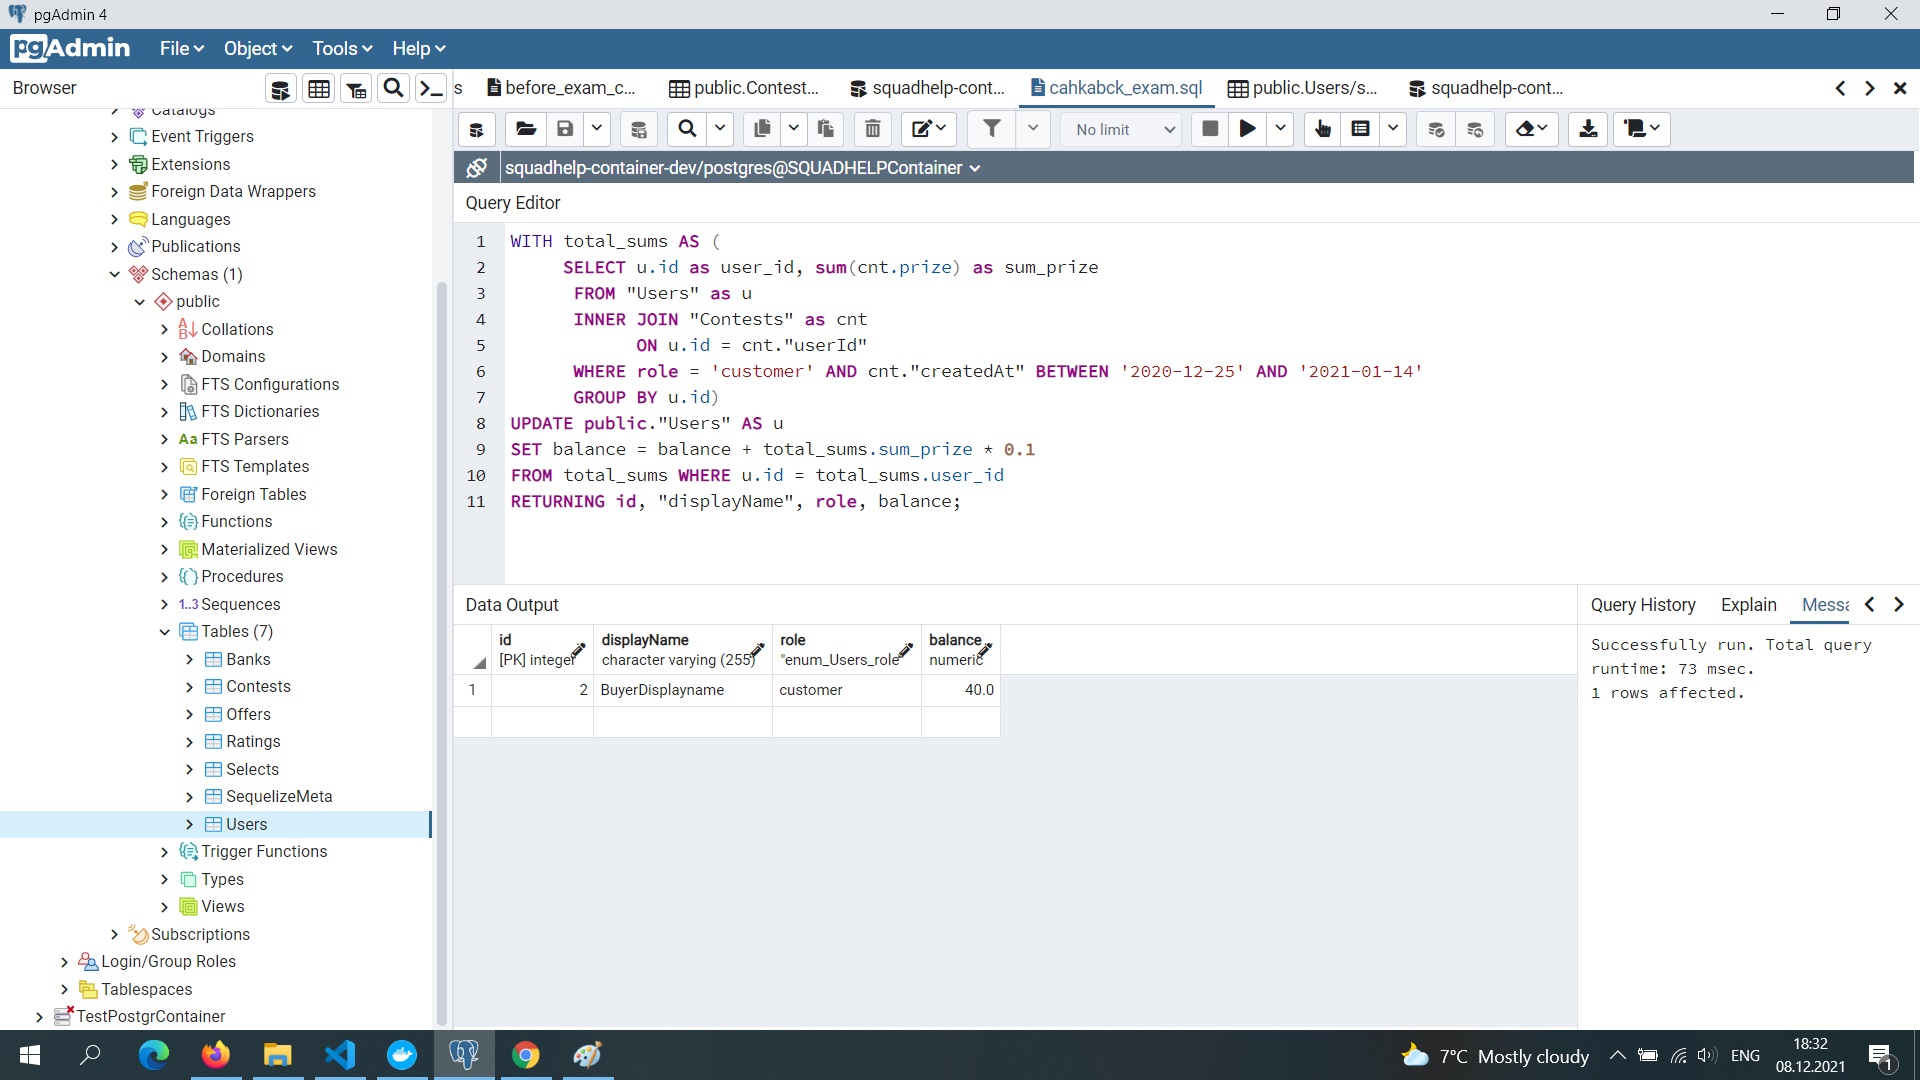 pgAdmin 4
pgAdmin File Object Tools Help
Browser
s before_exam_c... public.Contest... squadhelp-cont... cahkabck_exam.sql public.Users/s... squadhelp-cont...
No limit
squadhelp-container-dev/postgres@SQUADHELPContainer
Query Editor
1 WITH total_sums AS (
2 SELECT u.id as user_id, sum(cnt.prize) as sum_prize
3 FROM "Users" as u
4 INNER JOIN "Contests" as cnt
5 ON u.id = cnt."userId"
6 WHERE role = 'customer' AND cnt."createdAt" BETWEEN '2020-12-25' AND '2021-01-14'
7 GROUP BY u.id)
8 UPDATE public."Users" AS u
9 SET balance = balance + total_sums.sum_prize * 0.1
10 FROM total_sums WHERE u.id = total_sums.user_id
11 RETURNING id, "displayName", role, balance;
Catalogs
Event Triggers
Extensions
Foreign Data Wrappers
Languages
Publications
Schemas (1)
public
Collations
Domains
FTS Configurations
FTS Dictionaries
Aa FTS Parsers
FTS Templates
Foreign Tables
Functions
Materialized Views
Procedures
1..3 Sequences
Tables (7)
Banks
Contests
Offers
Ratings
Selects
SequelizeMeta
Users
Trigger Functions
Types
Views
Subscriptions
Login/Group Roles
Tablespaces
TestPostgrContainer
Data Output
id displayName role balance
[PK] integer character varying (255) "enum_Users_role" numeric
1 2 BuyerDisplayname customer 40.0
Query History Explain Messa
Successfully run. Total query
runtime: 73 msec.
1 rows affected.
7°C Mostly cloudy ENG 18:32
08.12.2021
1